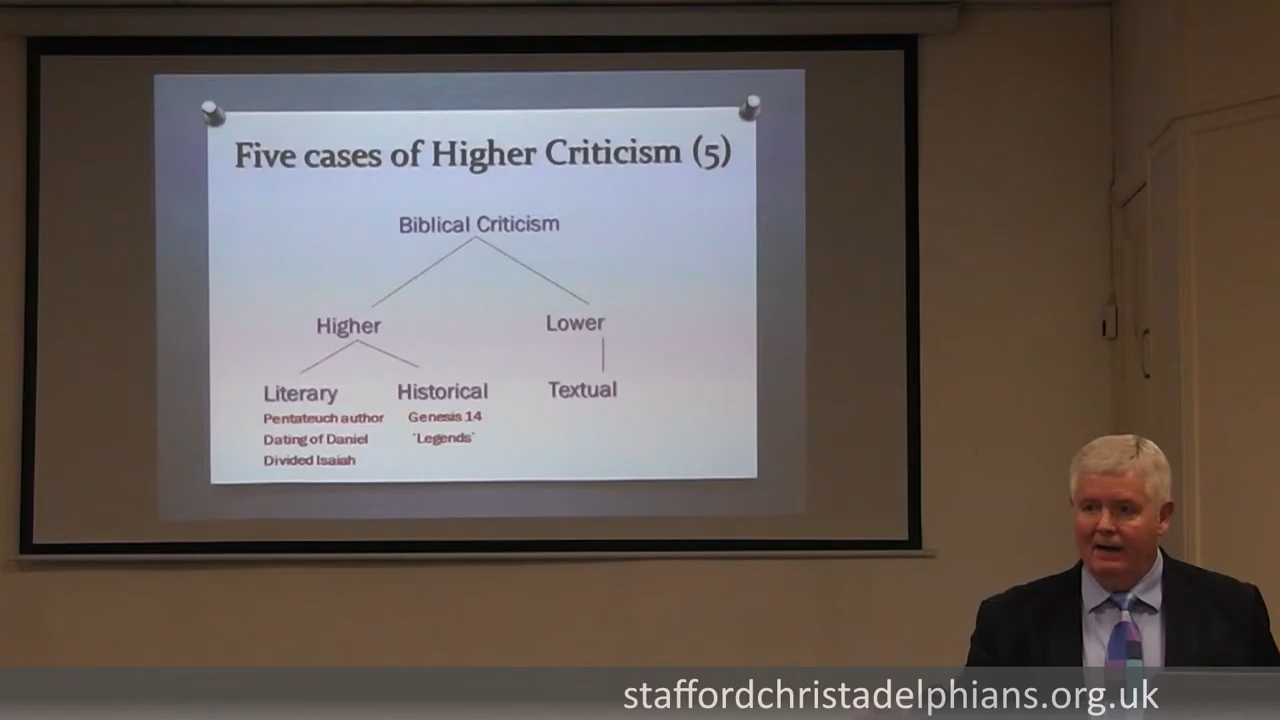 Five cases of Higher Criticism (5)
Biblical Criticism
Higher
Lower
Literary
Historical
Textual
Pentateuch author
Genesis 14
Dating of Daniel
'Legends'
Divided Isaiah
staffordchristadelphians.org.uk